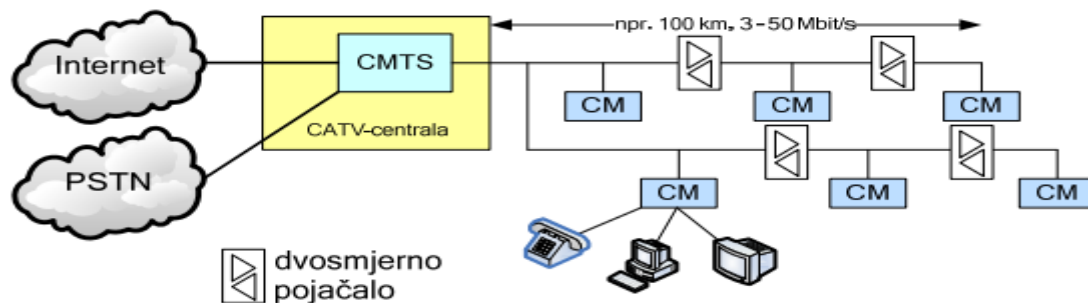 npr. 100 km, 3-50 Mbit/s
Internet
CMTS
CATV-centrala
PSTN
CM
CM
CM
CM
CM
CM
dvosmjerno
pojačalo